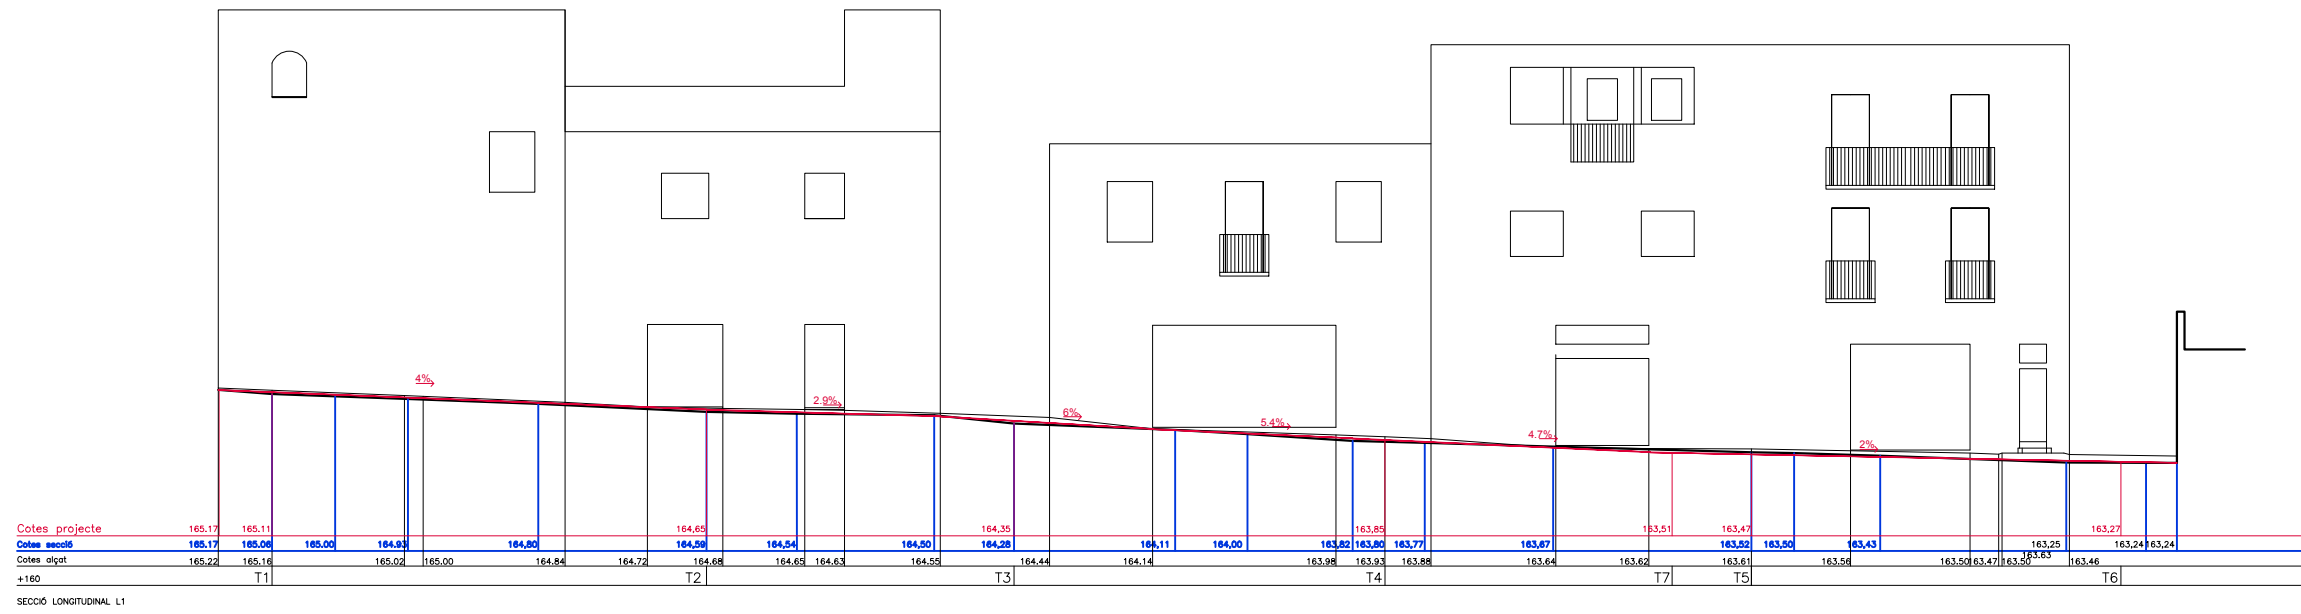 4%
2.9%
6%
5.4%
4.7%
2%
Cotes projecte 165.17 165.11 164,65 164,35 163,85 163,51 163,47 163,27
Cotes secció 165.17 165.06 165.00 164.93 164,80 164,59 164,54 164,50 164,28 164,11 164,00 163,82 163,80 163,77 163,67 163,52 163,50 163,43 163,25 163,24 163,24
Cotes alçat 165.22 165.16 165.02 165.00 164.84 164.72 164.68 164.65 164.63 164.55 164.44 164.14 163.98 163.93 163.88 163.64 163.62 163.61 163.56 163.50 163.47 163.50 163.63 163.46
+160 T1 T2 T3 T4 T7 T5 T6
SECCIÓ LONGITUDINAL L1